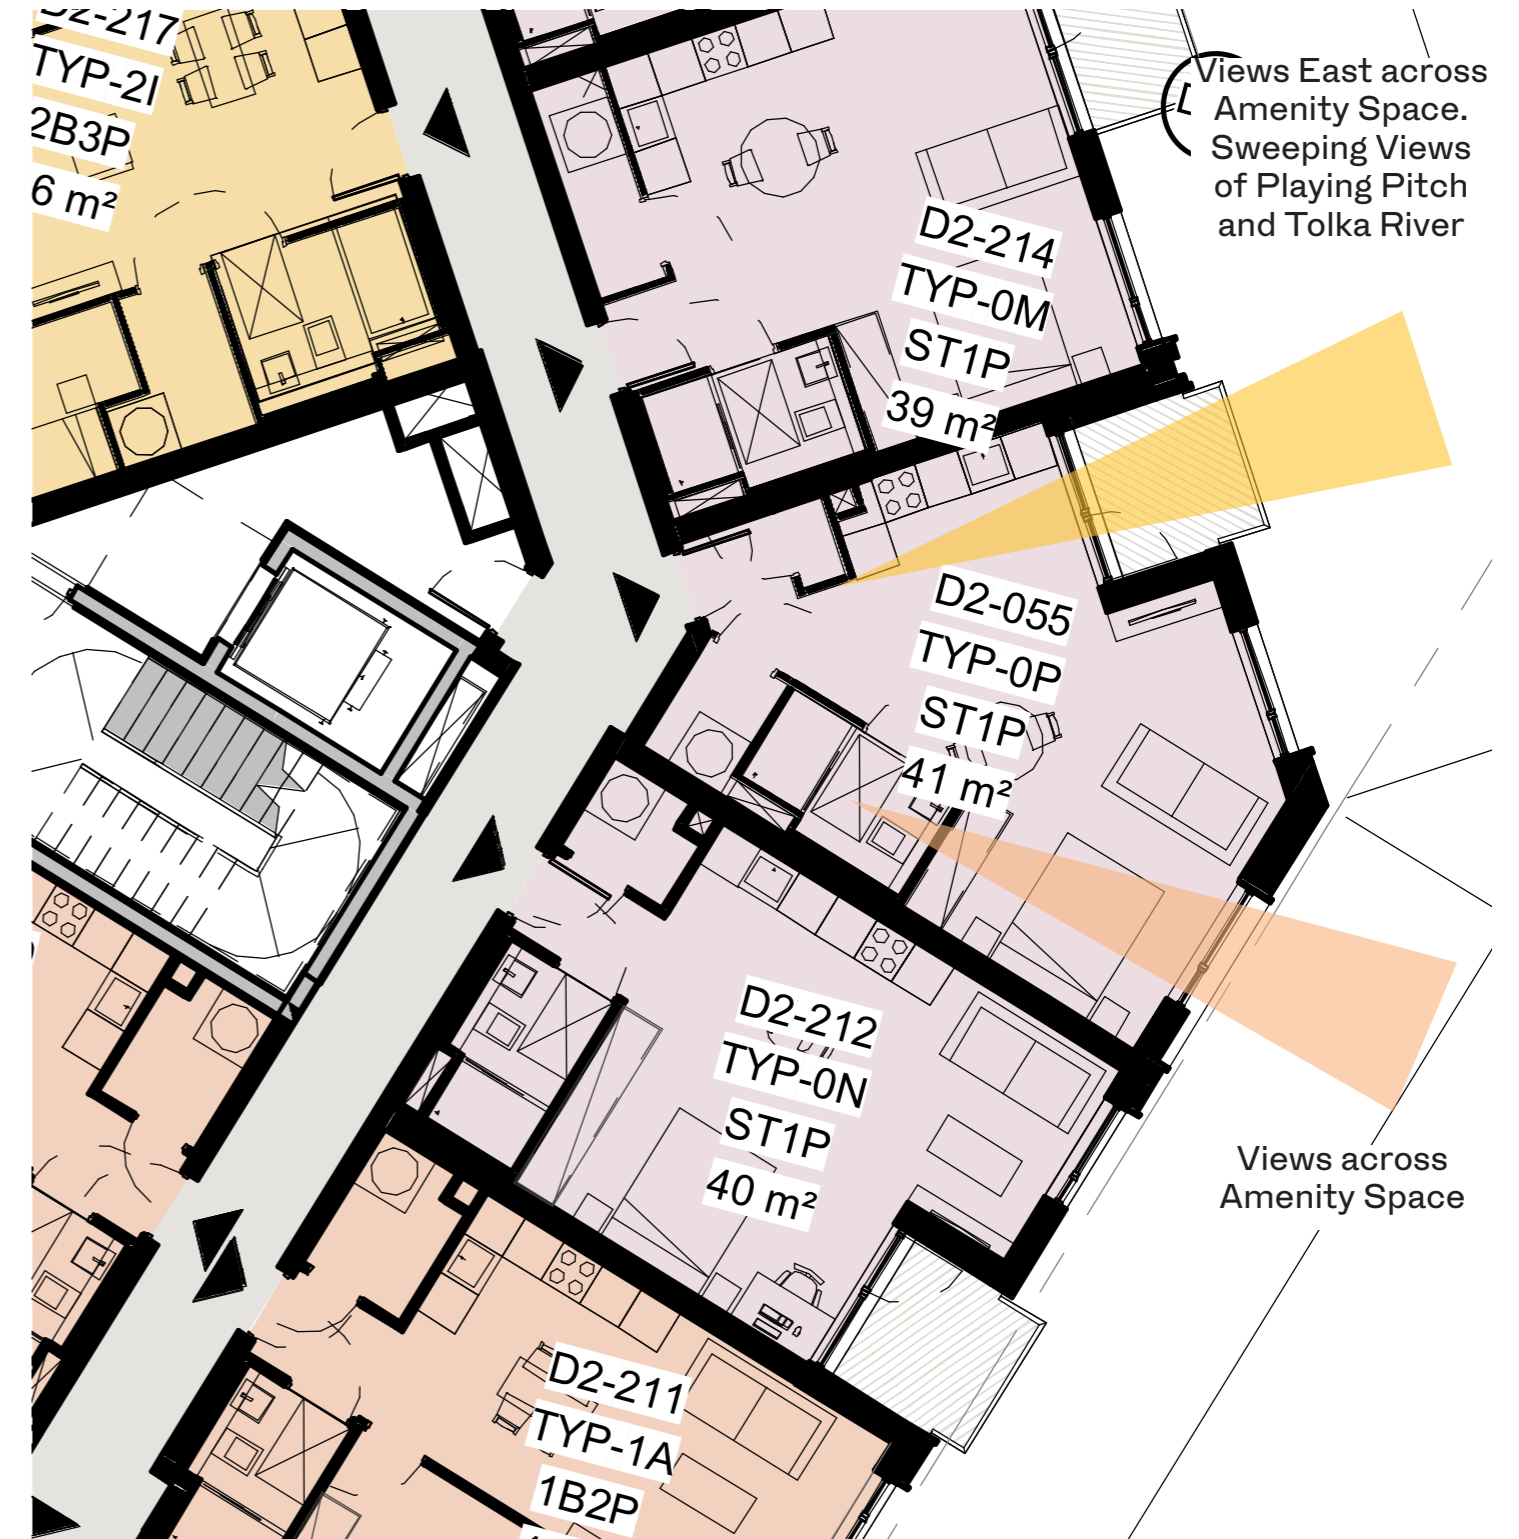 D2-217
TYP-2I
2B3P
6 m²
Views East across
Amenity Space.
Sweeping Views
of Playing Pitch
and Tolka River
D2-214
TYP-0M
ST1P
39 m²
D2-055
TYP-0P
ST1P
41 m²
D2-212
TYP-0N
ST1P
40 m²
Views across
Amenity Space
D2-211
TYP-1A
1B2P